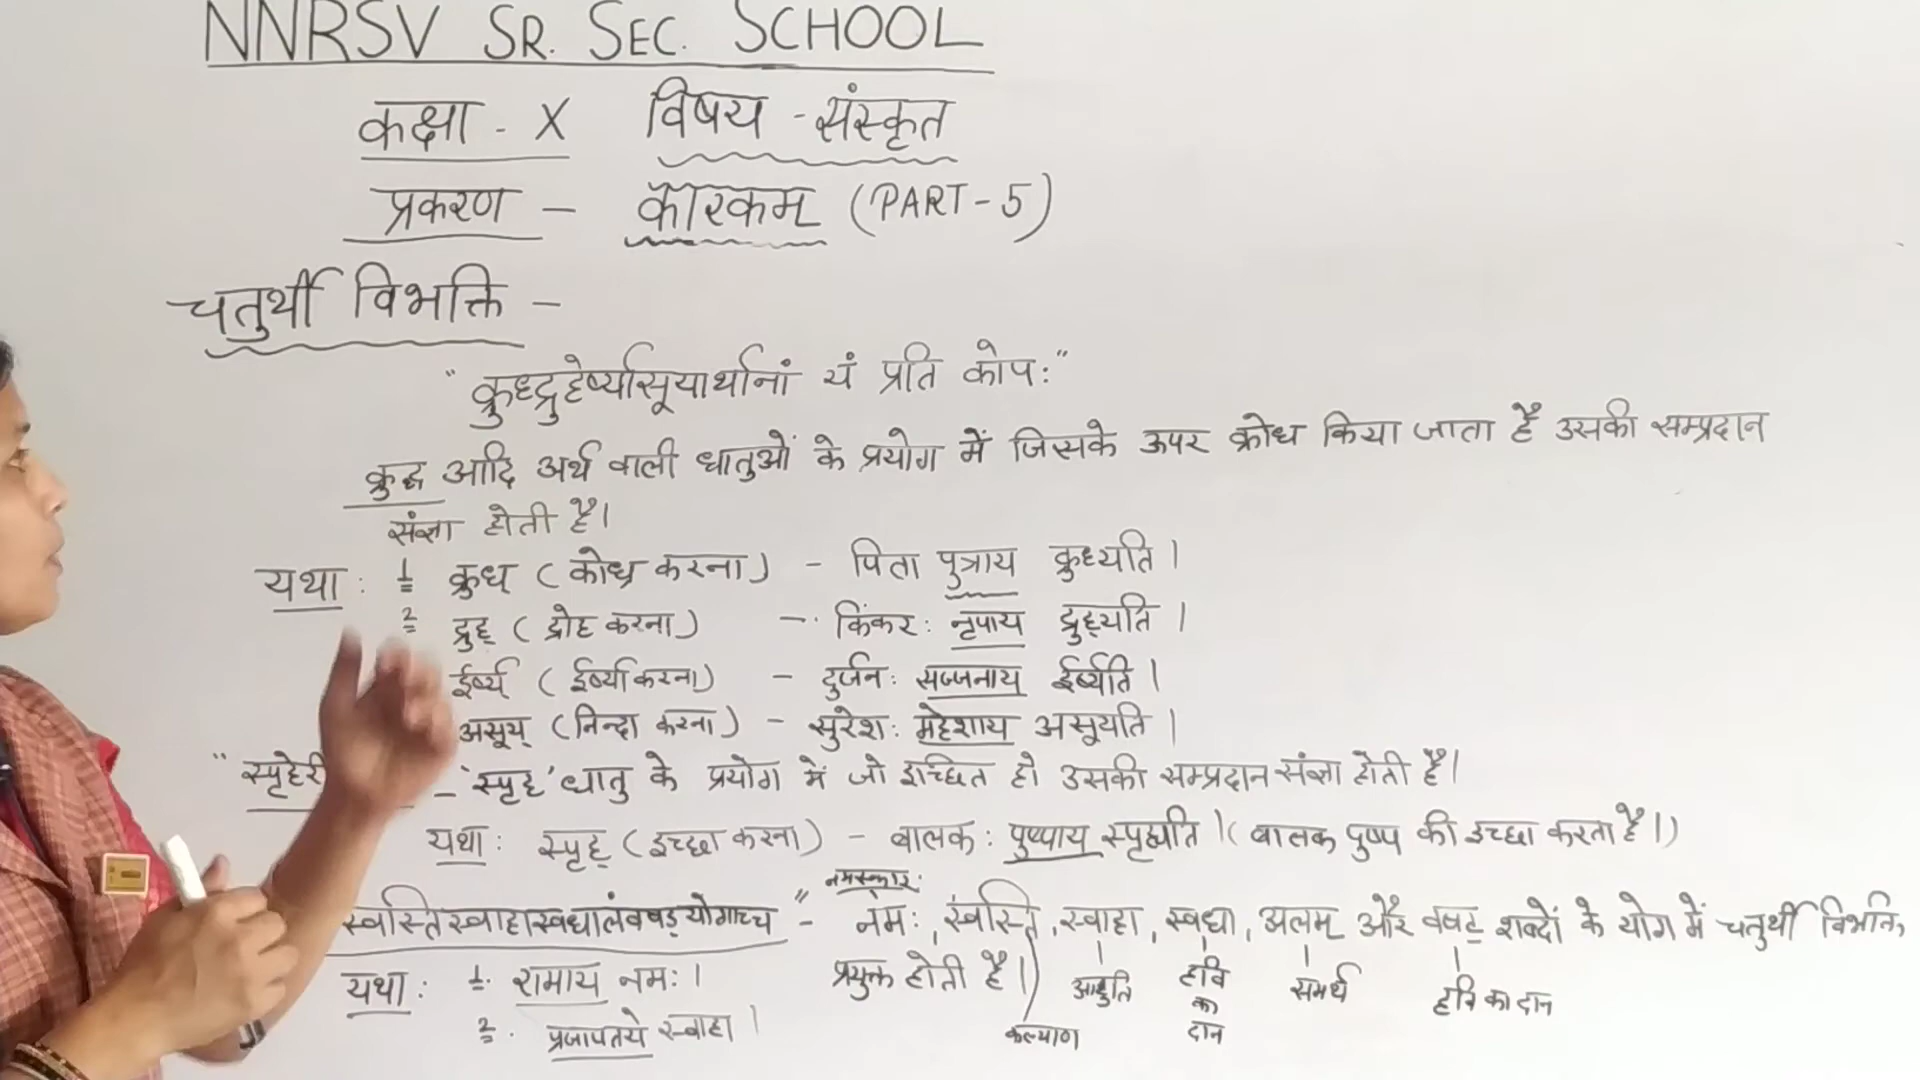 NNRSV SR. SEC. SCHOOL
कक्षा - X विषय - संस्कृत
प्रकरण - कारकम् (PART-5)
चतुर्थी विभक्ति -
"क्रुधद्रुहेर्ष्यासूयार्थानां यं प्रति कोपः"
क्रुद्ध आदि अर्थ वाली धातुओं के प्रयोग में जिसके ऊपर क्रोध किया जाता है उसकी सम्प्रदान
संज्ञा होती है।
यथा : 1 क्रुध् (क्रोध करना) - पिता पुत्राय क्रुध्यति।
2 द्रुह् (द्रोह करना) - किंकरः नृपाय द्रुह्यति।
ईर्ष्य् (ईर्ष्या करना) - दुर्जनः सज्जनाय ईर्ष्यति।
असूय् (निन्दा करना) - सुरेशः महेशाय असूयति।
"स्पृहेरी - 'स्पृह' धातु के प्रयोग में जो इच्छित हो उसकी सम्प्रदान संज्ञा होती है।
यथा : स्पृह् (इच्छा करना) - बालकः पुष्पाय स्पृह्यति। (बालक पुष्प की इच्छा करता है।)
नमस्कार
स्वस्तिस्वाहास्वधालंवषड्योगाच्च" - नमः, स्वस्ति, स्वाहा, स्वधा, अलम् और वषट् शब्दों के योग में चतुर्थी विभक्ति
यथा : 1. रामाय नमः। प्रयुक्त होती है। आहुति हवि का दान समर्थ हवि का दान
2. प्रजापतये स्वाहा। कल्याण